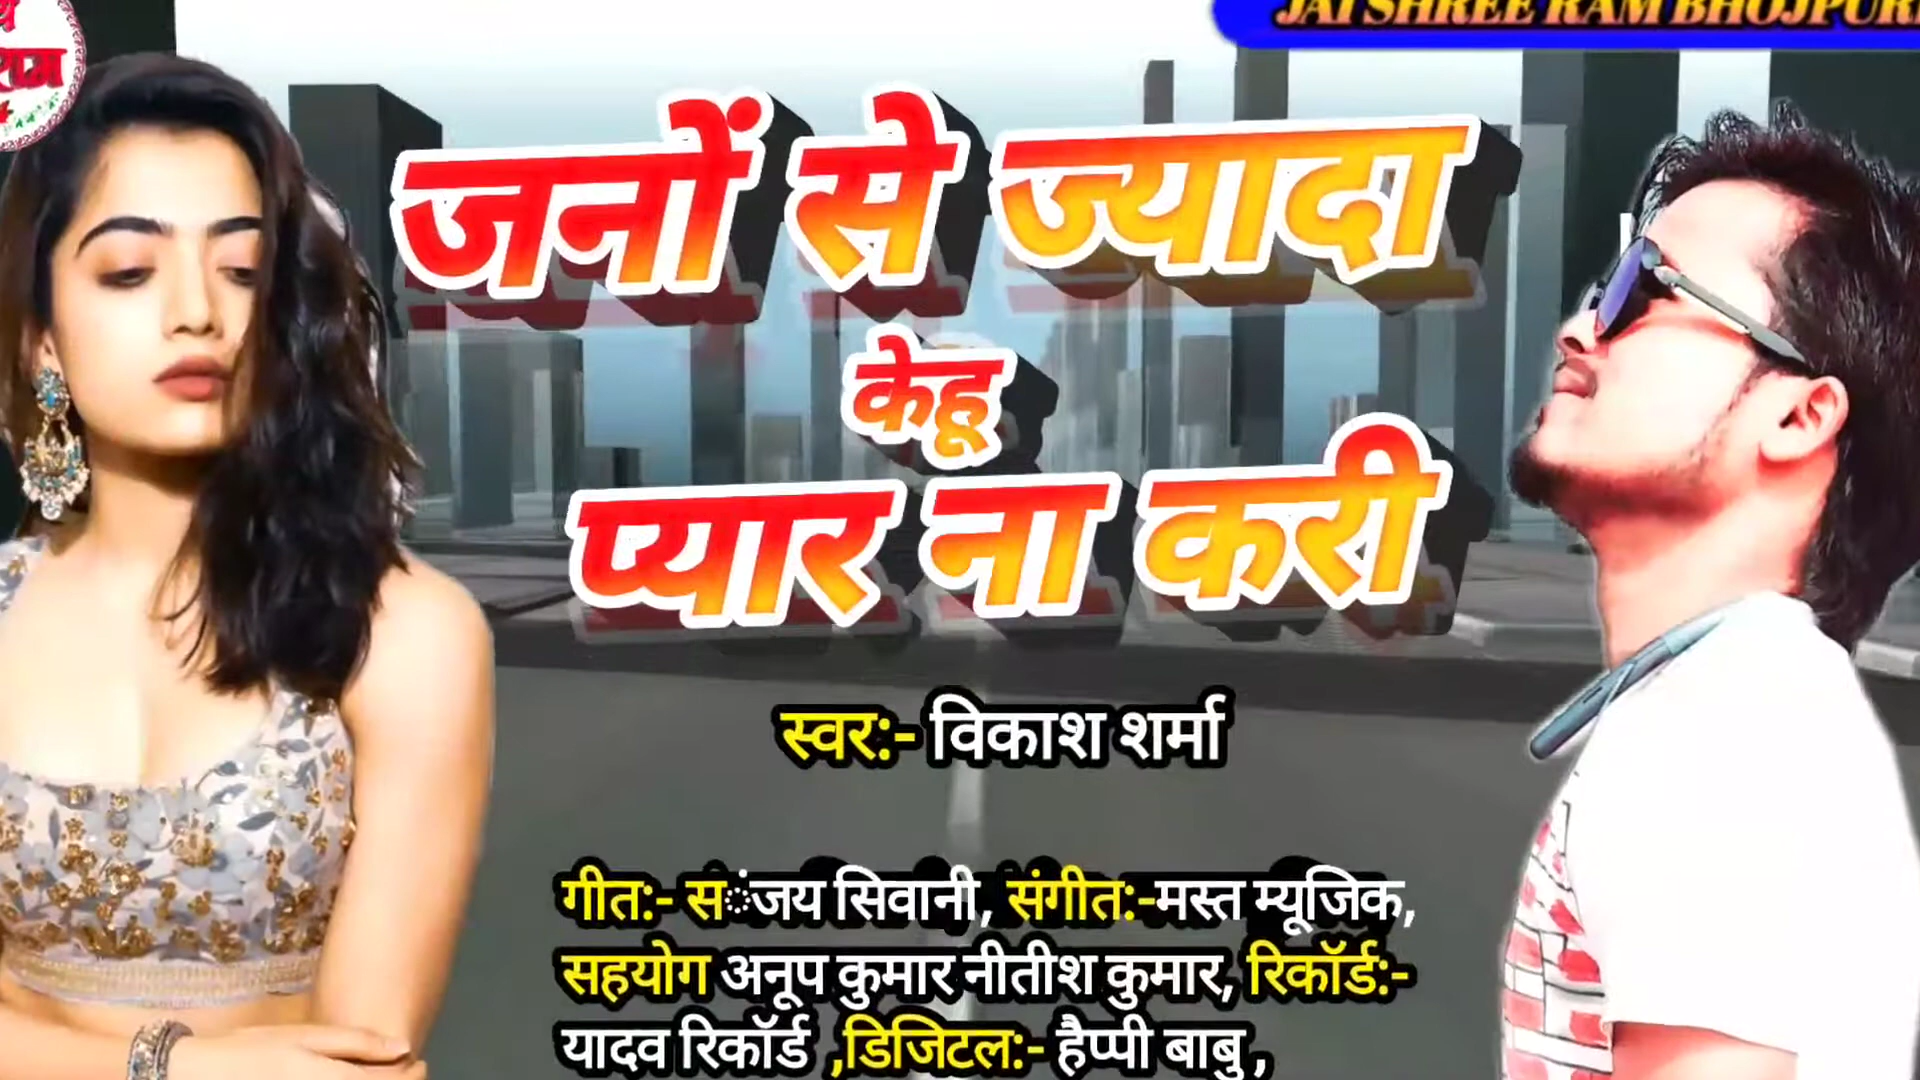 JAI SHREE RAM BHOJPURI
राम
जनों से ज्यादा
केहू
प्यार ना करी
स्वर:- विकाश शर्मा
गीत:- स ंजय सिवानी, संगीत:-मस्त म्यूजिक,
सहयोग अनूप कुमार नीतीश कुमार, रिकॉर्ड:-
यादव रिकॉर्ड ,डिजिटल:- हैप्पी बाबु ,